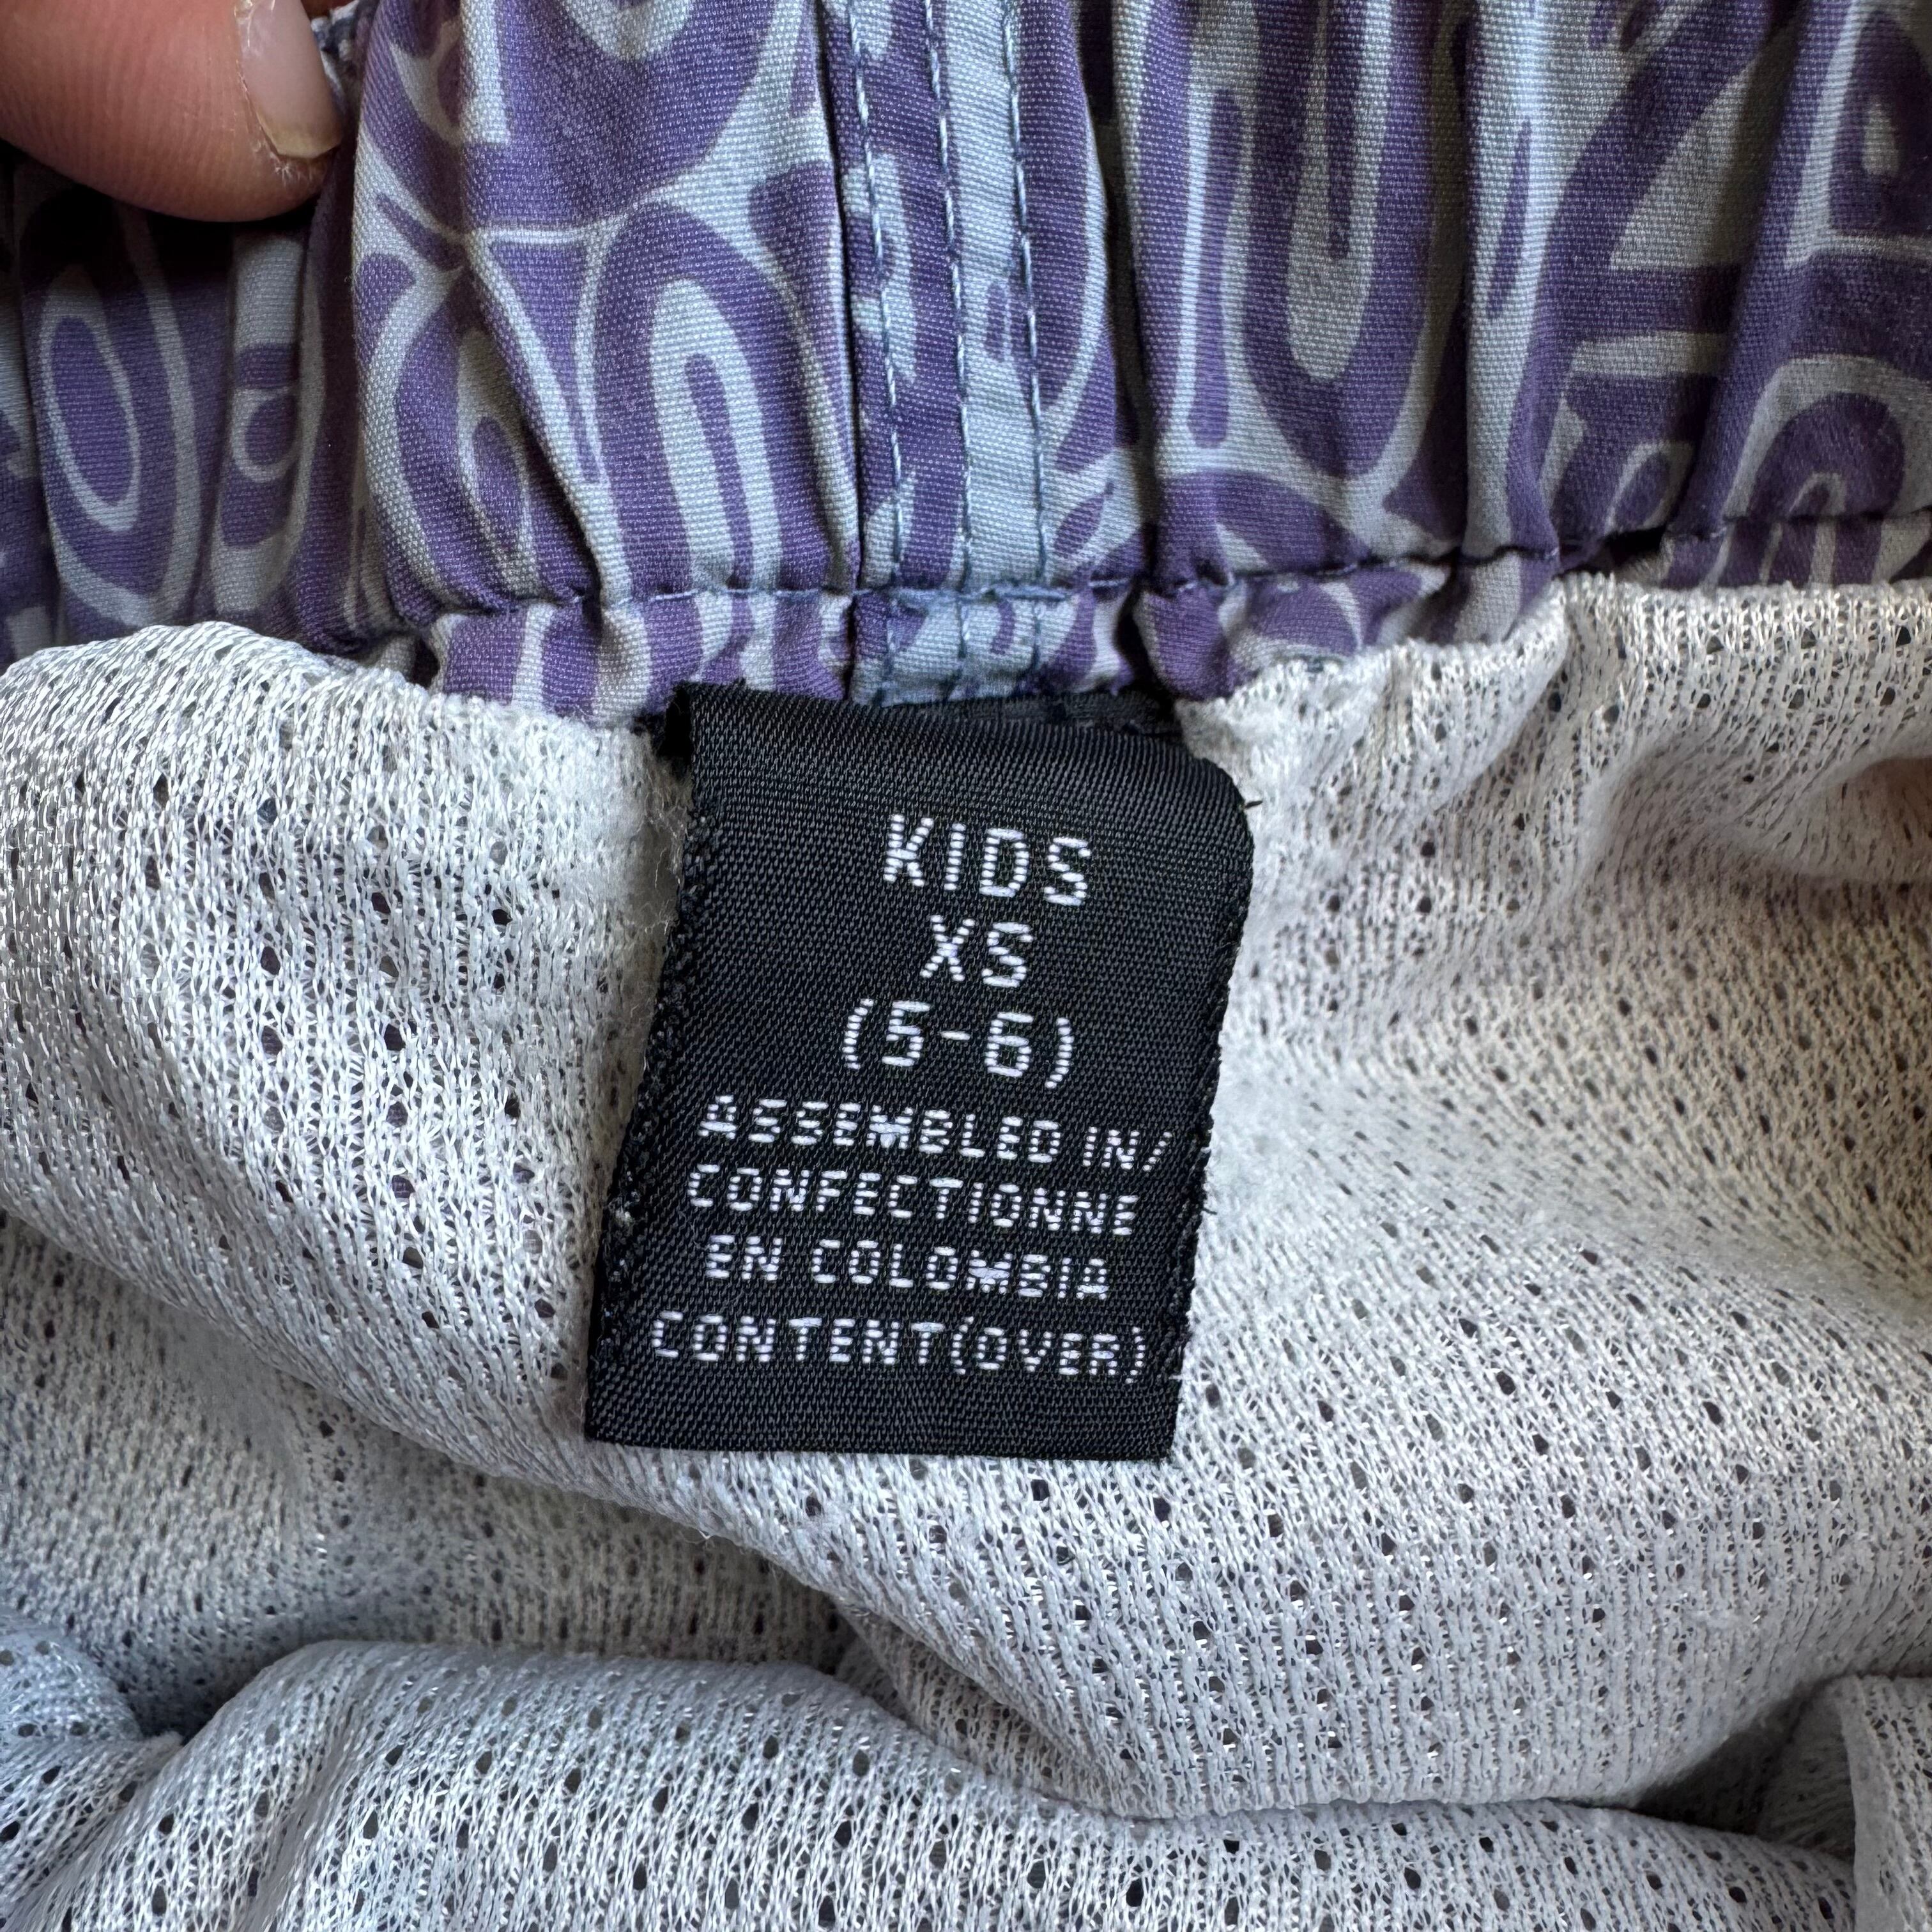 KIDS
XS
(5-6)
ASSEMBLED IN/
CONFECTIONNE
EN COLOMBIA
CONTENT(OVER)